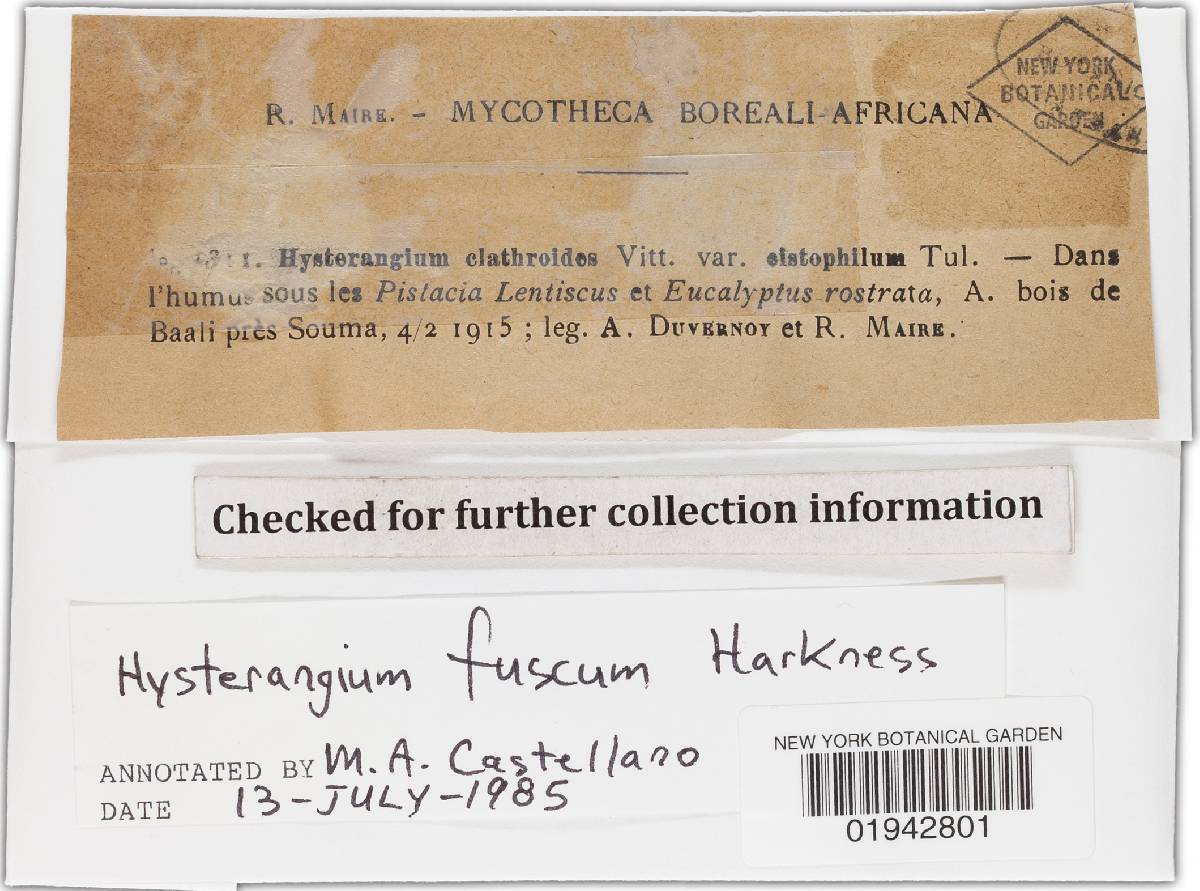 R. MAIRE. - MYCOTHECA BOREALI-AFRICANA
NEW YORK
BOTANICAL
GARDEN
Hysterangium clathroides Vitt. var. cistophilum Tul. — Dans
l'humus sous les Pistacia Lentiscus et Eucalyptus rostrata, A. bois de
Baali près Souma, 4/2 1915 ; leg. A. DUVERNOY et R. MAIRE.
Checked for further collection information
Hysterangium fuscum Harkness
ANNOTATED BY M. A. Castellano
DATE 13-JULY-1985
NEW YORK BOTANICAL GARDEN
01942801